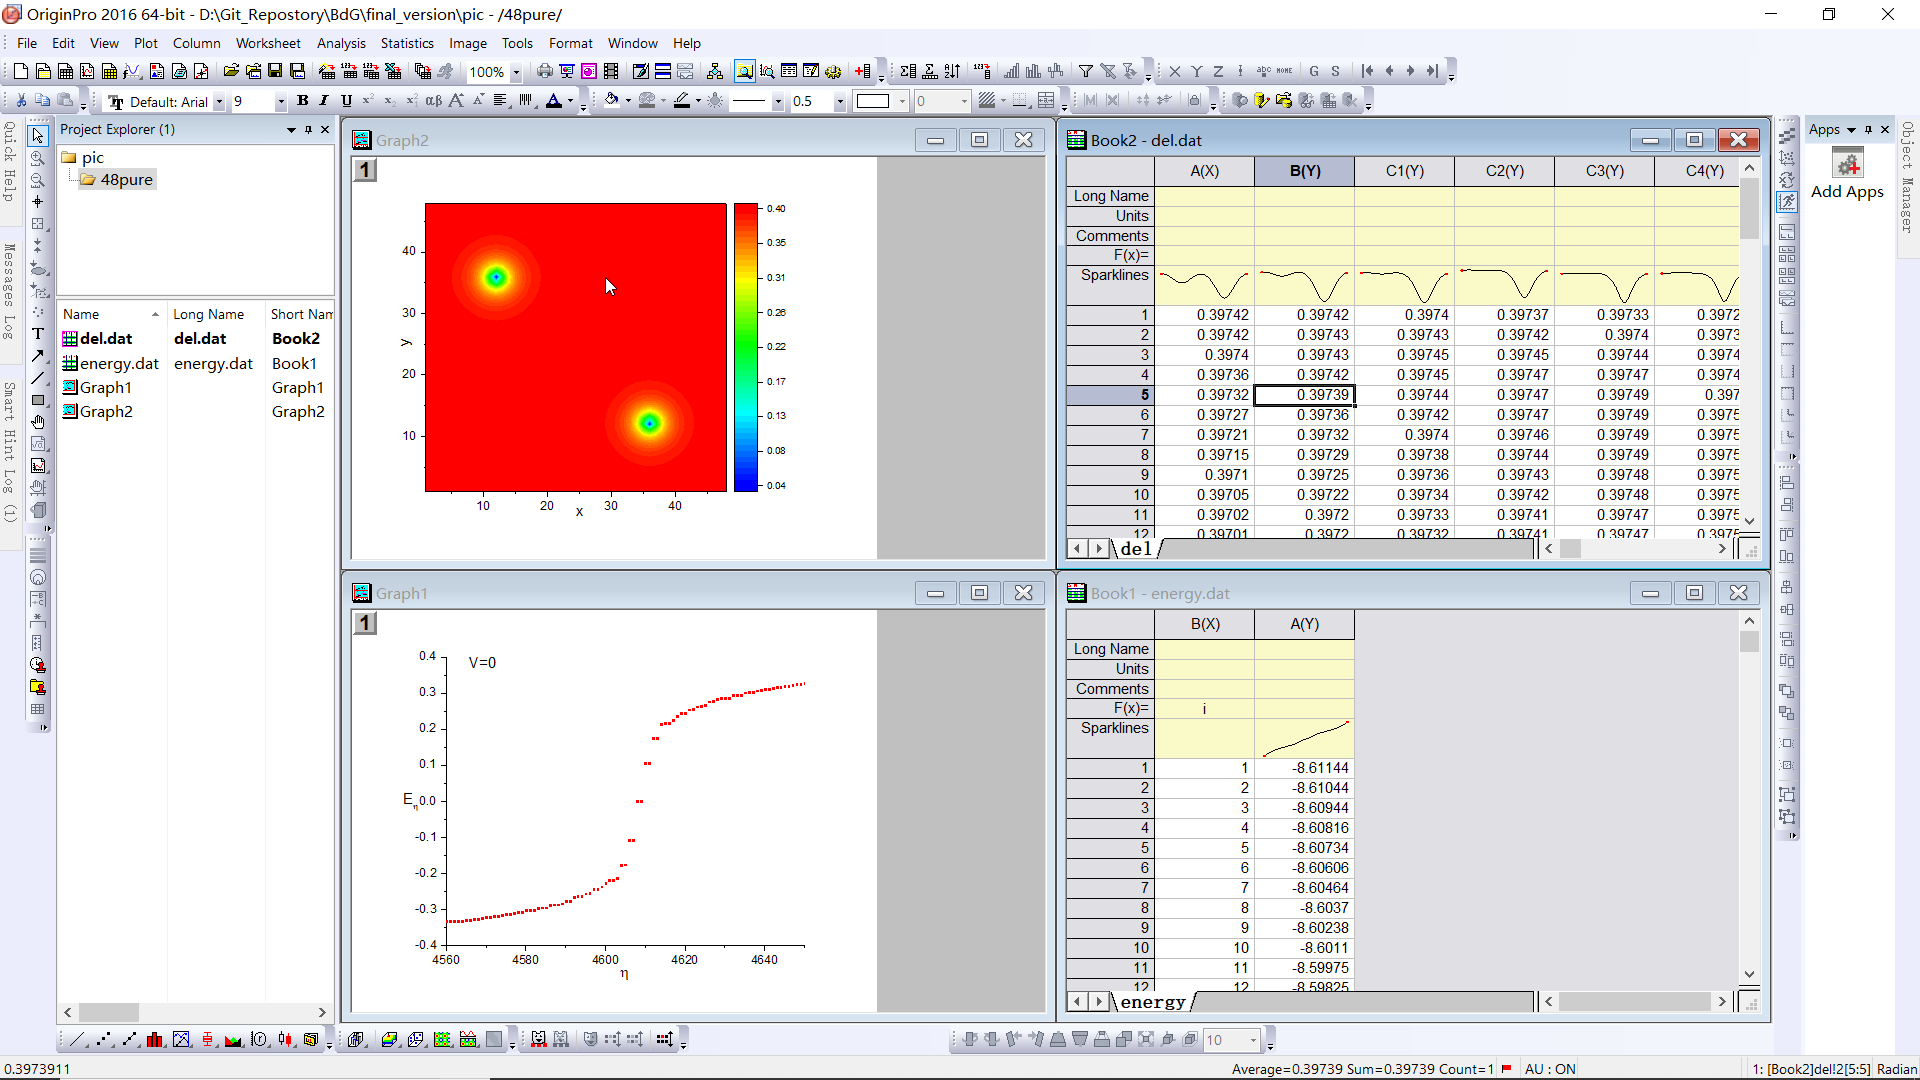 OriginPro 2016 64-bit - D:\Git_Repostory\BdG\final_version\pic - /48pure/
File Edit View Plot Column Worksheet Analysis Statistics Image Tools Format Window Help
100%
Default: Arial 9 B I U 0.5 0
Quick Help
Messages Log
Smart Hint Log (1)
Project Explorer (1)
pic
48pure
Name Long Name Short Nam
del.dat del.dat Book2
energy.dat energy.dat Book1
Graph1 Graph1
Graph2 Graph2
Graph2
1
40
30
20
10
y
10 20 30 40
x
0.40
0.35
0.31
0.26
0.22
0.17
0.13
0.08
0.04
Book2 - del.dat
A(X) B(Y) C1(Y) C2(Y) C3(Y) C4(Y)
Long Name
Units
Comments
F(x)=
Sparklines
1 0.39742 0.39742 0.3974 0.39737 0.39733 0.3972
2 0.39742 0.39743 0.39743 0.39742 0.3974 0.3973
3 0.3974 0.39743 0.39745 0.39745 0.39744 0.3974
4 0.39736 0.39742 0.39745 0.39747 0.39747 0.3974
5 0.39732 0.39739 0.39744 0.39747 0.39749 0.397
6 0.39727 0.39736 0.39742 0.39747 0.39749 0.3975
7 0.39721 0.39732 0.3974 0.39746 0.39749 0.3975
8 0.39715 0.39729 0.39738 0.39744 0.39749 0.3975
9 0.3971 0.39725 0.39736 0.39743 0.39748 0.3975
10 0.39705 0.39722 0.39734 0.39742 0.39748 0.3975
11 0.39702 0.3972 0.39733 0.39741 0.39747 0.3975
12 0.39701 0.3972 0.39732 0.39741 0.39747 0.3975
del
Graph1
1
V=0
0.4
0.3
0.2
0.1
0.0
-0.1
-0.2
-0.3
-0.4
Eη
4560 4580 4600 4620 4640
η
Book1 - energy.dat
B(X) A(Y)
Long Name
Units
Comments
F(x)= i
Sparklines
1 1 -8.61144
2 2 -8.61044
3 3 -8.60944
4 4 -8.60816
5 5 -8.60734
6 6 -8.60606
7 7 -8.60464
8 8 -8.6037
9 9 -8.60238
10 10 -8.6011
11 11 -8.59975
12 12 -8.59825
energy
Apps
Add Apps
Object Manager
10
0.3973911
Average=0.39739 Sum=0.39739 Count=1 AU : ON 1: [Book2]del!2[5:5] Radian